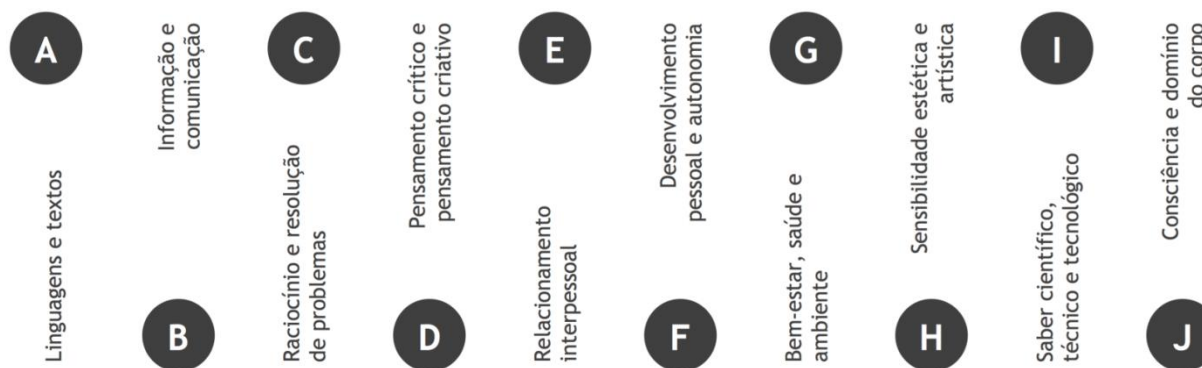 A
Linguagens e textos
B
Informação e
comunicação
C
Raciocínio e resolução
de problemas
D
Pensamento crítico e
pensamento criativo
E
Relacionamento
interpessoal
F
Desenvolvimento
pessoal e autonomia
G
Bem-estar, saúde e
ambiente
H
Sensibilidade estética e
artística
I
Saber científico,
técnico e tecnológico
J
Consciência e domínio
do corpo